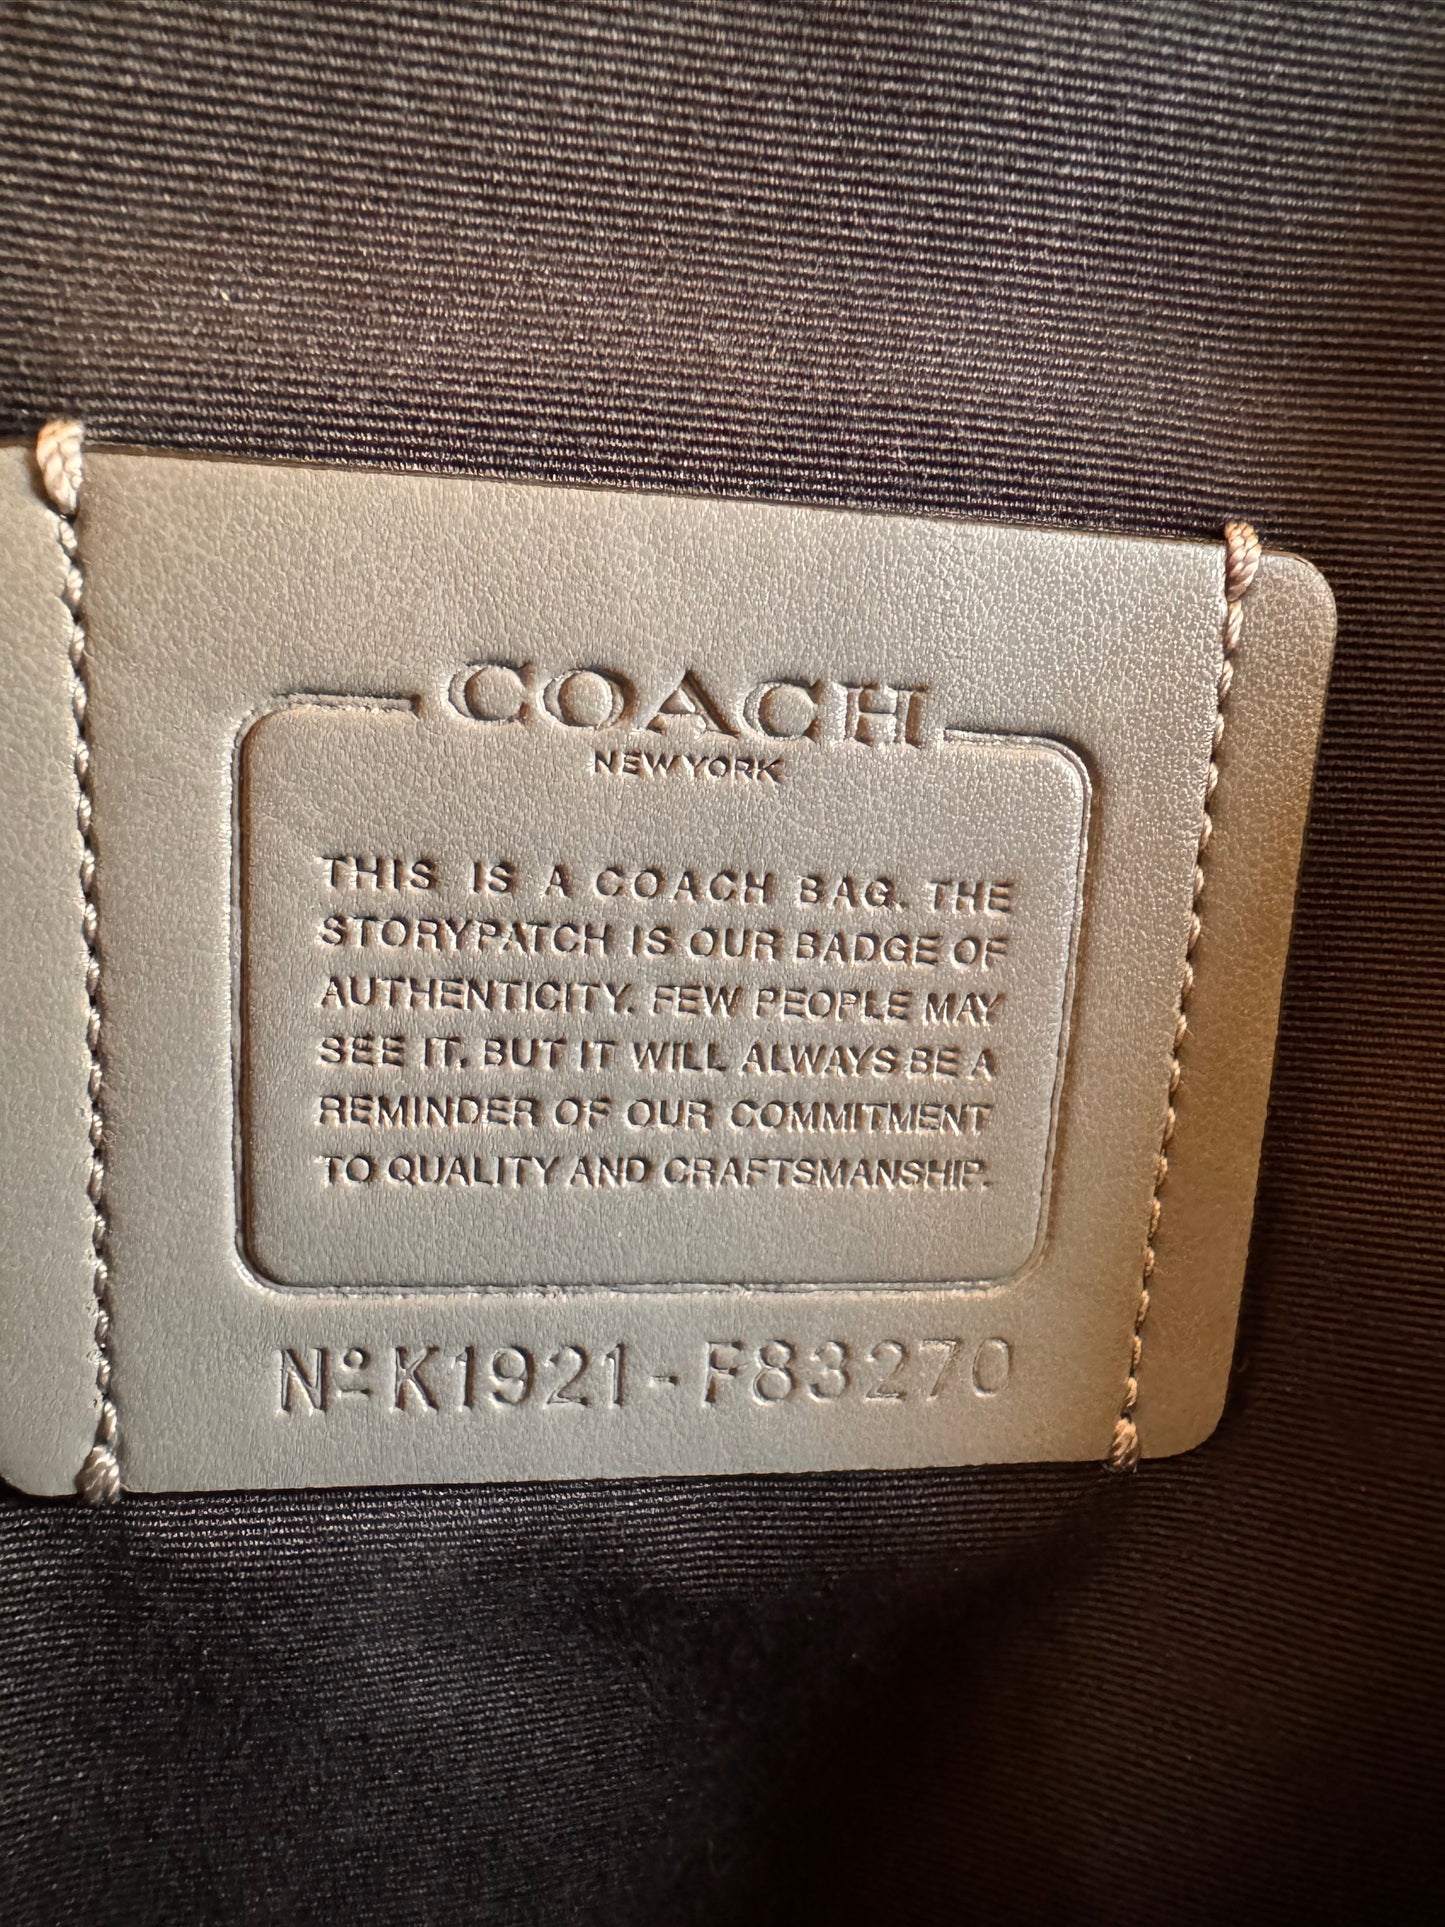 COACH
NEW YORK
THIS IS A COACH BAG. THE
STORYPATCH IS OUR BADGE OF
AUTHENTICITY. FEW PEOPLE MAY
SEE IT, BUT IT WILL ALWAYS BE A
REMINDER OF OUR COMMITMENT
TO QUALITY AND CRAFTSMANSHIP.
Nº K1921-F83270